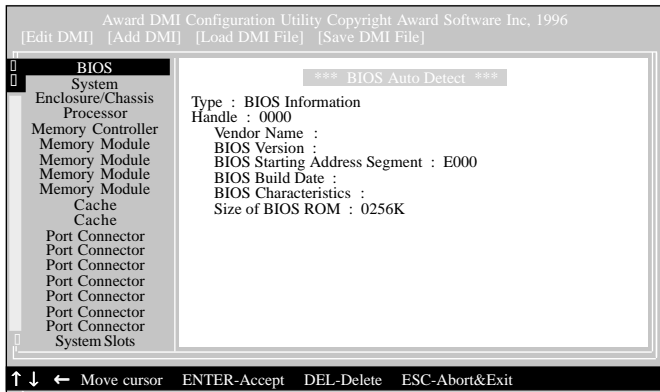 Award DMI Configuration Utility Copyright Award Software Inc, 1996
[Edit DMI] [Add DMI] [Load DMI File] [Save DMI File]
BIOS
System
Enclosure/Chassis
Processor
Memory Controller
Memory Module
Memory Module
Memory Module
Memory Module
Cache
Cache
Port Connector
Port Connector
Port Connector
Port Connector
Port Connector
Port Connector
Port Connector
System Slots
*** BIOS Auto Detect ***
Type : BIOS Information
Handle : 0000
Vendor Name :
BIOS Version :
BIOS Starting Address Segment : E000
BIOS Build Date :
BIOS Characteristics :
Size of BIOS ROM : 0256K
↑↓ ← Move cursor ENTER-Accept DEL-Delete ESC-Abort&Exit